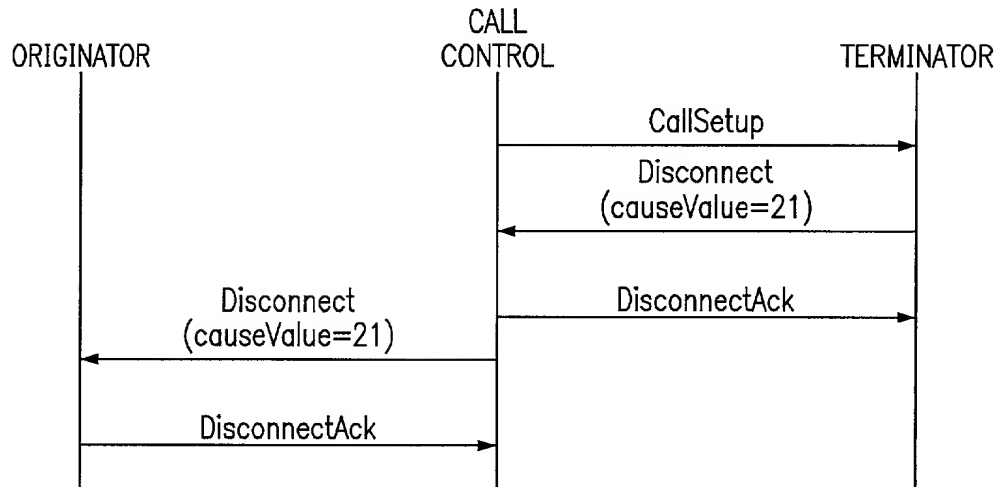 ORIGINATOR
CALL
CONTROL
TERMINATOR
CallSetup
Disconnect
(causeValue=21)
DisconnectAck
Disconnect
(causeValue=21)
DisconnectAck